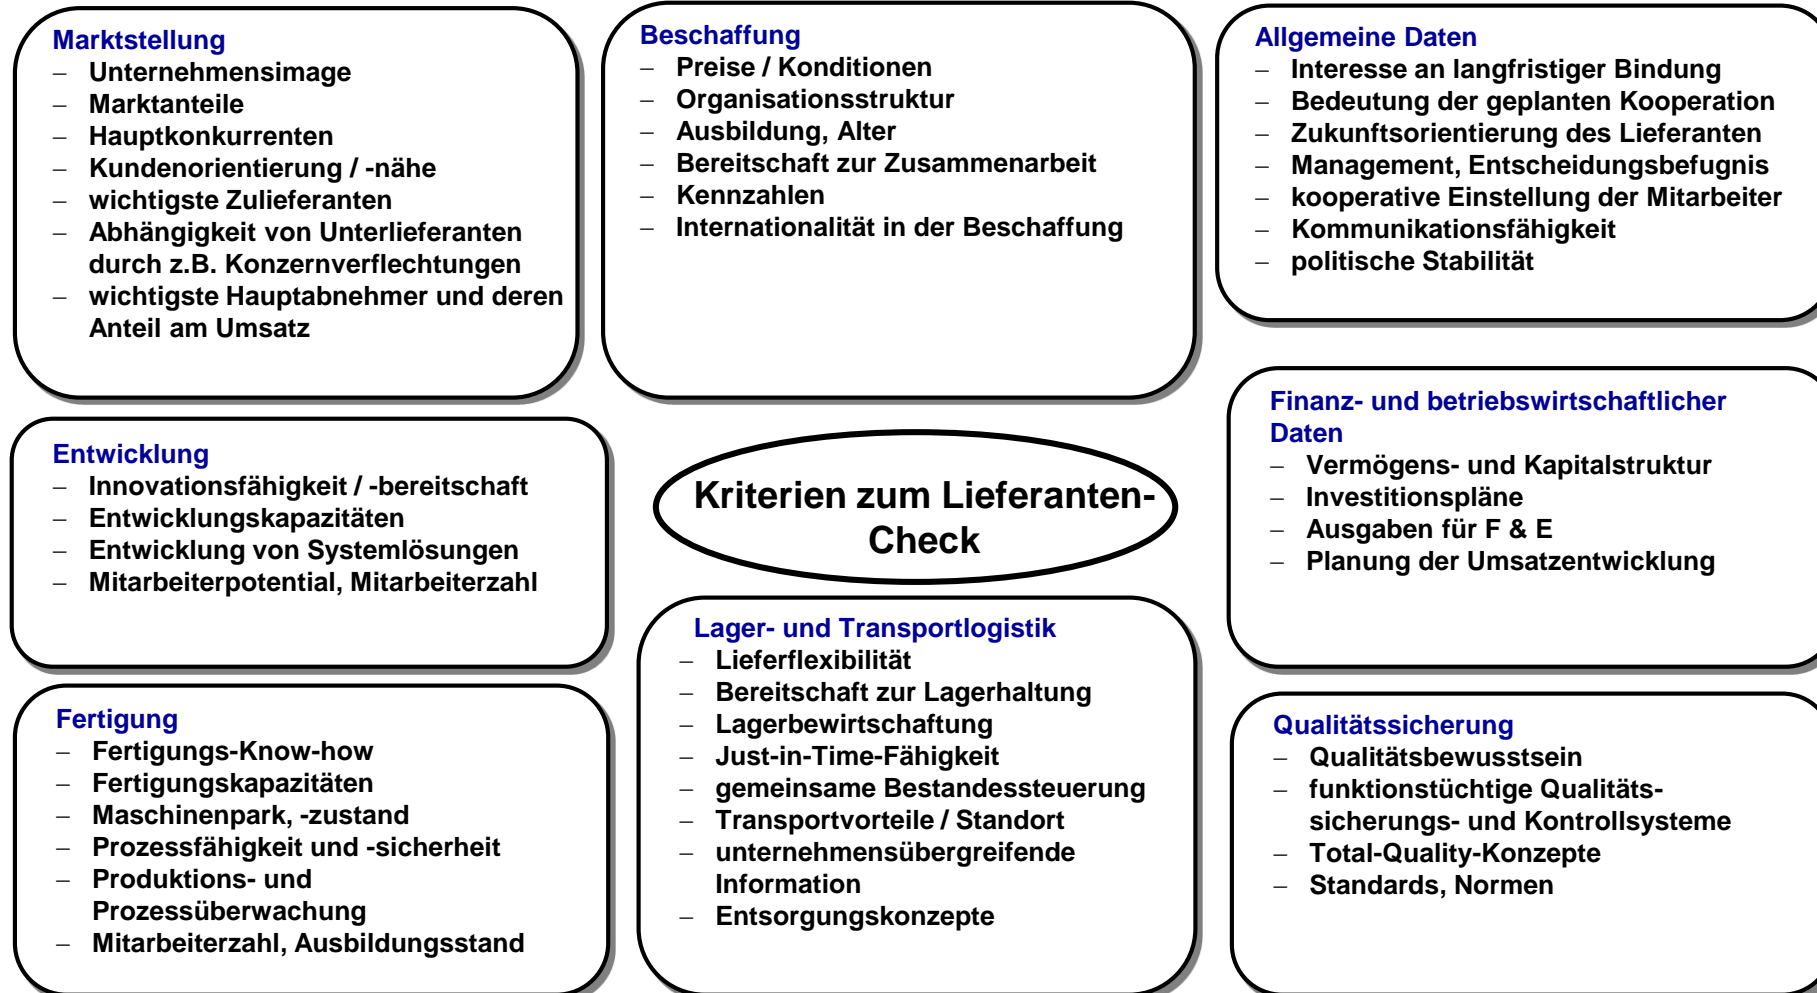 Marktstellung
– Unternehmensimage
– Marktanteile
– Hauptkonkurrenten
– Kundenorientierung / -nähe
– wichtigste Zulieferanten
– Abhängigkeit von Unterlieferanten
durch z.B. Konzernverflechtungen
– wichtigste Hauptabnehmer und deren
Anteil am Umsatz
Beschaffung
– Preise / Konditionen
– Organisationsstruktur
– Ausbildung, Alter
– Bereitschaft zur Zusammenarbeit
– Kennzahlen
– Internationalität in der Beschaffung
Allgemeine Daten
– Interesse an langfristiger Bindung
– Bedeutung der geplanten Kooperation
– Zukunftsorientierung des Lieferanten
– Management, Entscheidungsbefugnis
– kooperative Einstellung der Mitarbeiter
– Kommunikationsfähigkeit
– politische Stabilität
Entwicklung
– Innovationsfähigkeit / -bereitschaft
– Entwicklungskapazitäten
– Entwicklung von Systemlösungen
– Mitarbeiterpotential, Mitarbeiterzahl
Kriterien zum Lieferanten-
Check
Finanz- und betriebswirtschaftlicher
Daten
– Vermögens- und Kapitalstruktur
– Investitionspläne
– Ausgaben für F & E
– Planung der Umsatzentwicklung
Fertigung
– Fertigungs-Know-how
– Fertigungskapazitäten
– Maschinenpark, -zustand
– Prozessfähigkeit und -sicherheit
– Produktions- und
Prozessüberwachung
– Mitarbeiterzahl, Ausbildungsstand
Lager- und Transportlogistik
– Lieferflexibilität
– Bereitschaft zur Lagerhaltung
– Lagerbewirtschaftung
– Just-in-Time-Fähigkeit
– gemeinsame Bestandessteuerung
– Transportvorteile / Standort
– unternehmensübergreifende
Information
– Entsorgungskonzepte
Qualitätssicherung
– Qualitätsbewusstsein
– funktionstüchtige Qualitäts-
sicherungs- und Kontrollsysteme
– Total-Quality-Konzepte
– Standards, Normen